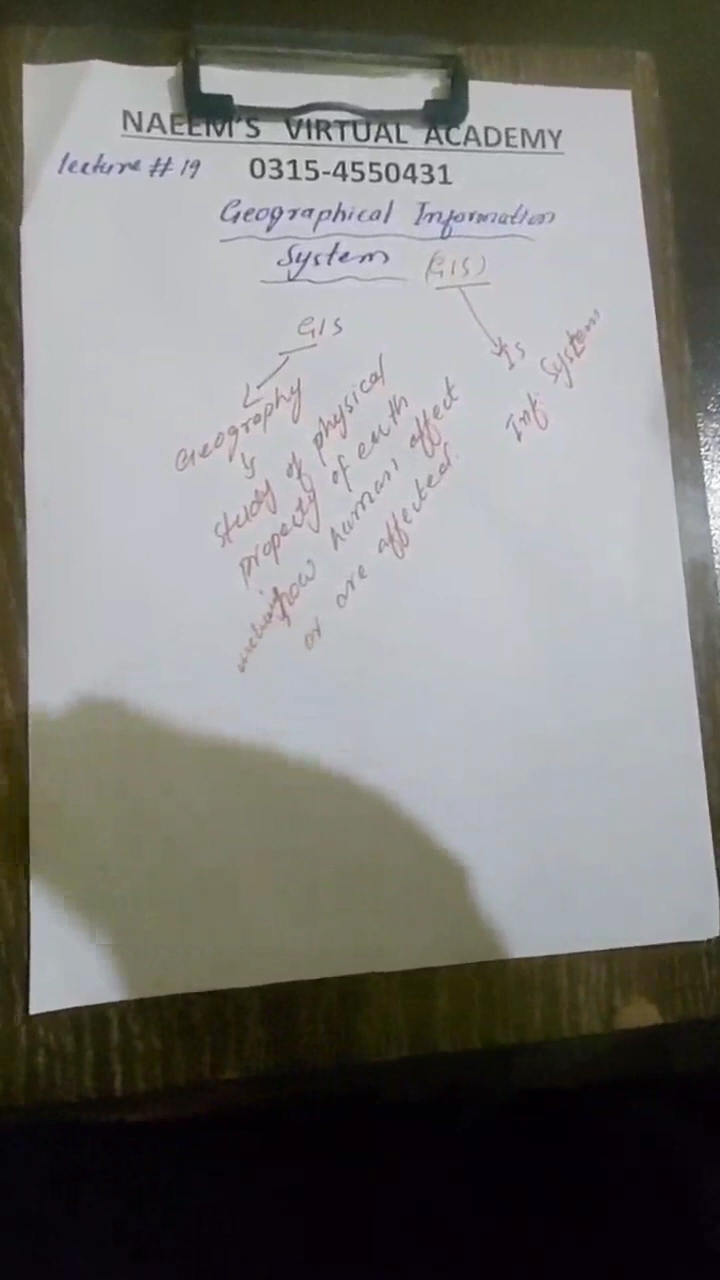 NAEEM'S VIRTUAL ACADEMY
lecture # 19 0315-4550431
Geographical Information
System (GIS)
GIS
Geography
study of physical
property of earth
how humans affect
or are affected.
Is
Inf. System